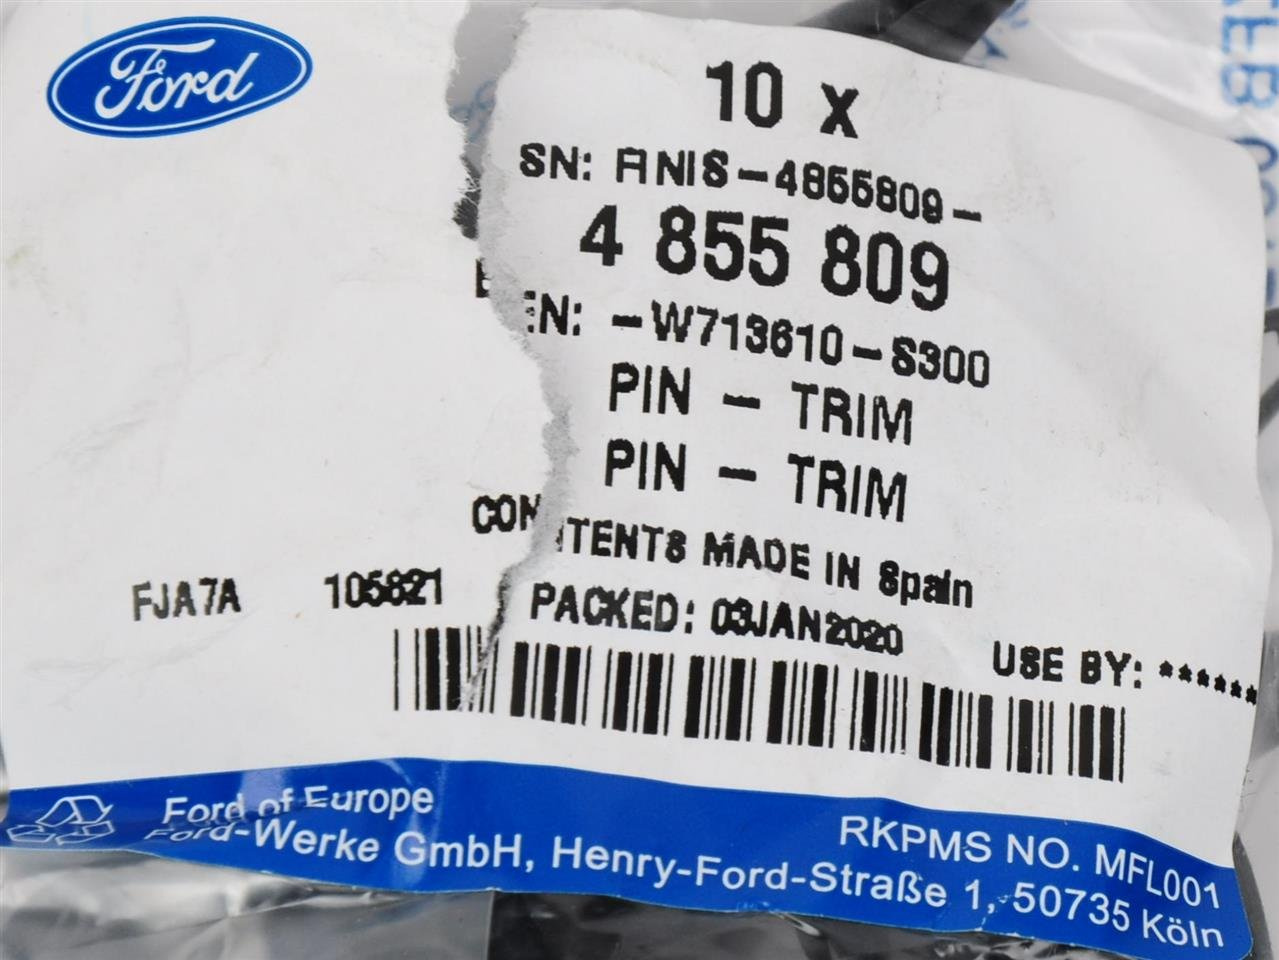 Ford
10 x
SN: FINIS-4855809-
4 855 809
EN: -W713610-S300
PIN - TRIM
PIN - TRIM
CONTENTS MADE IN Spain
FJA7A 105821 PACKED: 03JAN2020 USE BY: ******
Ford of Europe
Ford-Werke GmbH, Henry-Ford-Straße 1, 50735 Köln
RKPMS NO. MFL001